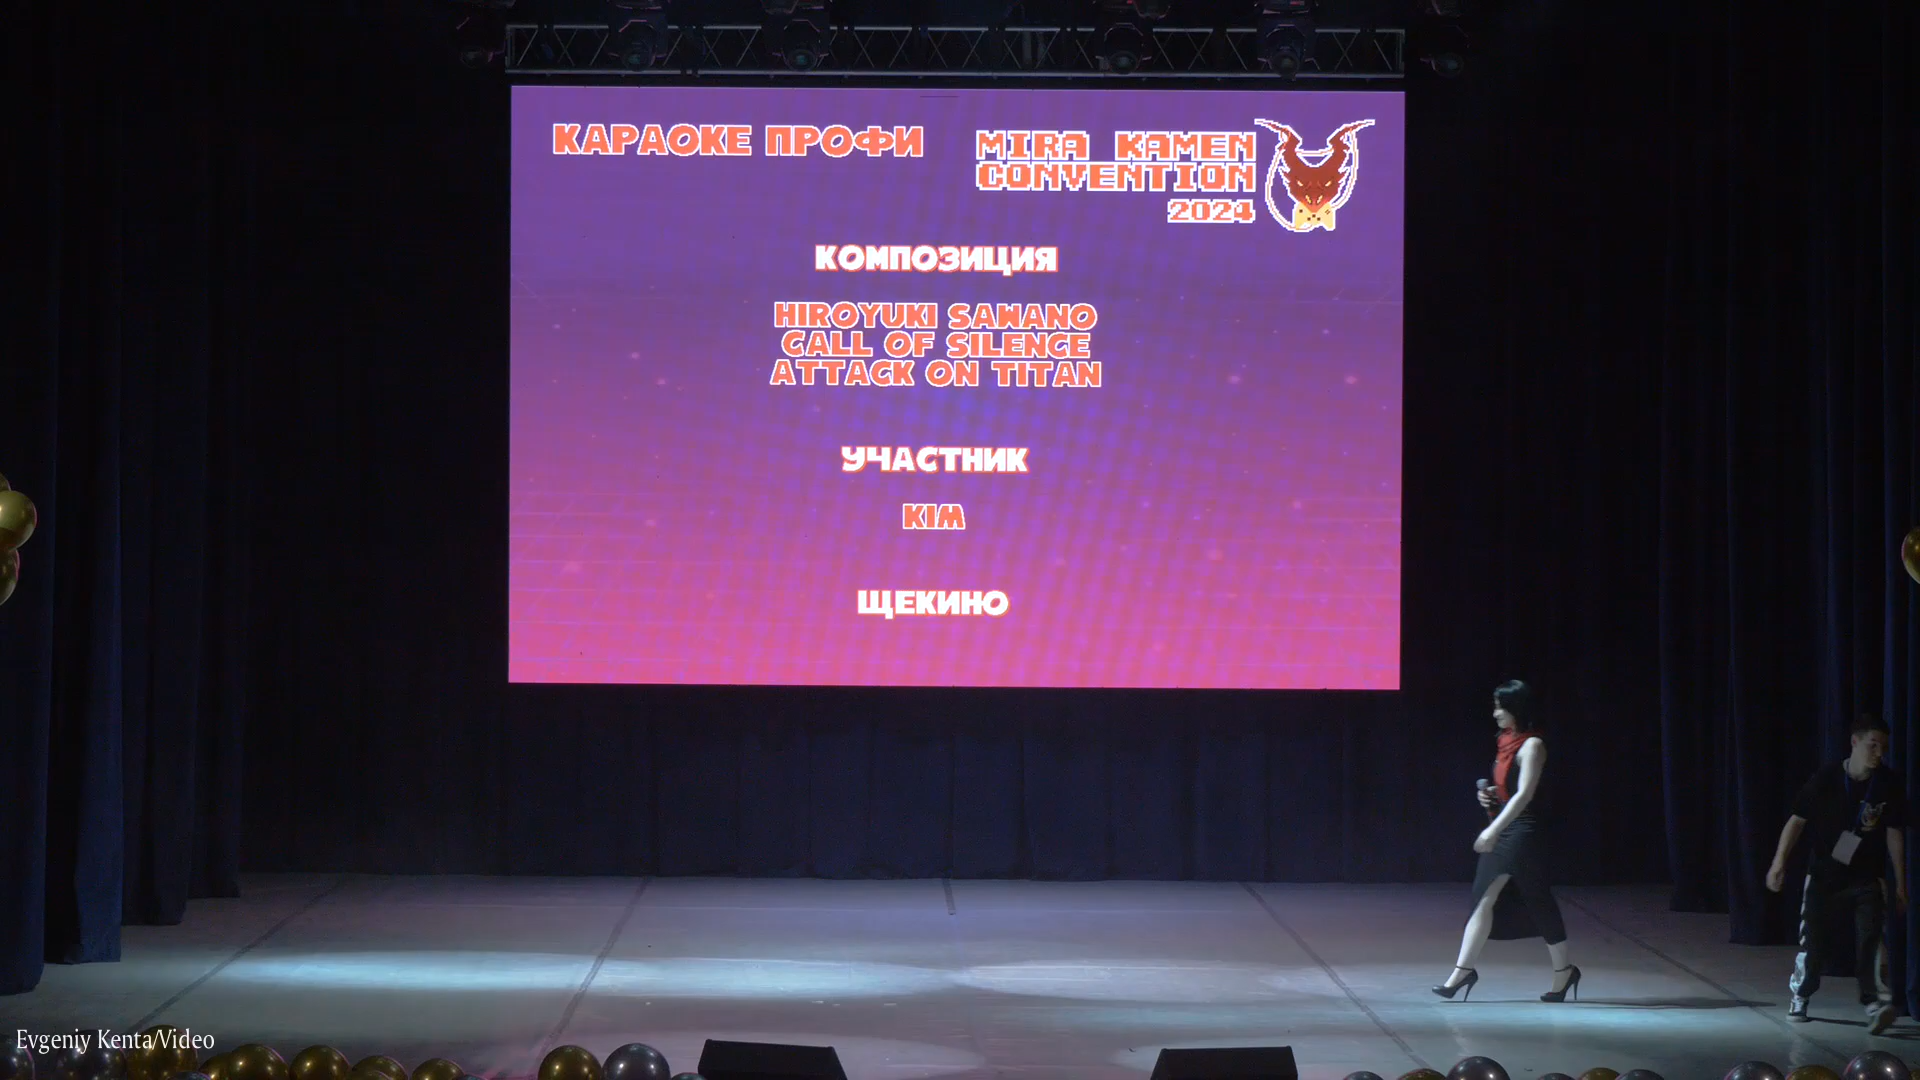 КАРАОКЕ ПРОФИ
MIRA KAMEN
CONVENTION
2024
КОМПОЗИЦИЯ
HIROYUKI SAWANO
CALL OF SILENCE
ATTACK ON TITAN
УЧАСТНИК
KIM
ЩЕКИНО
Evgeniy Kenta/Video